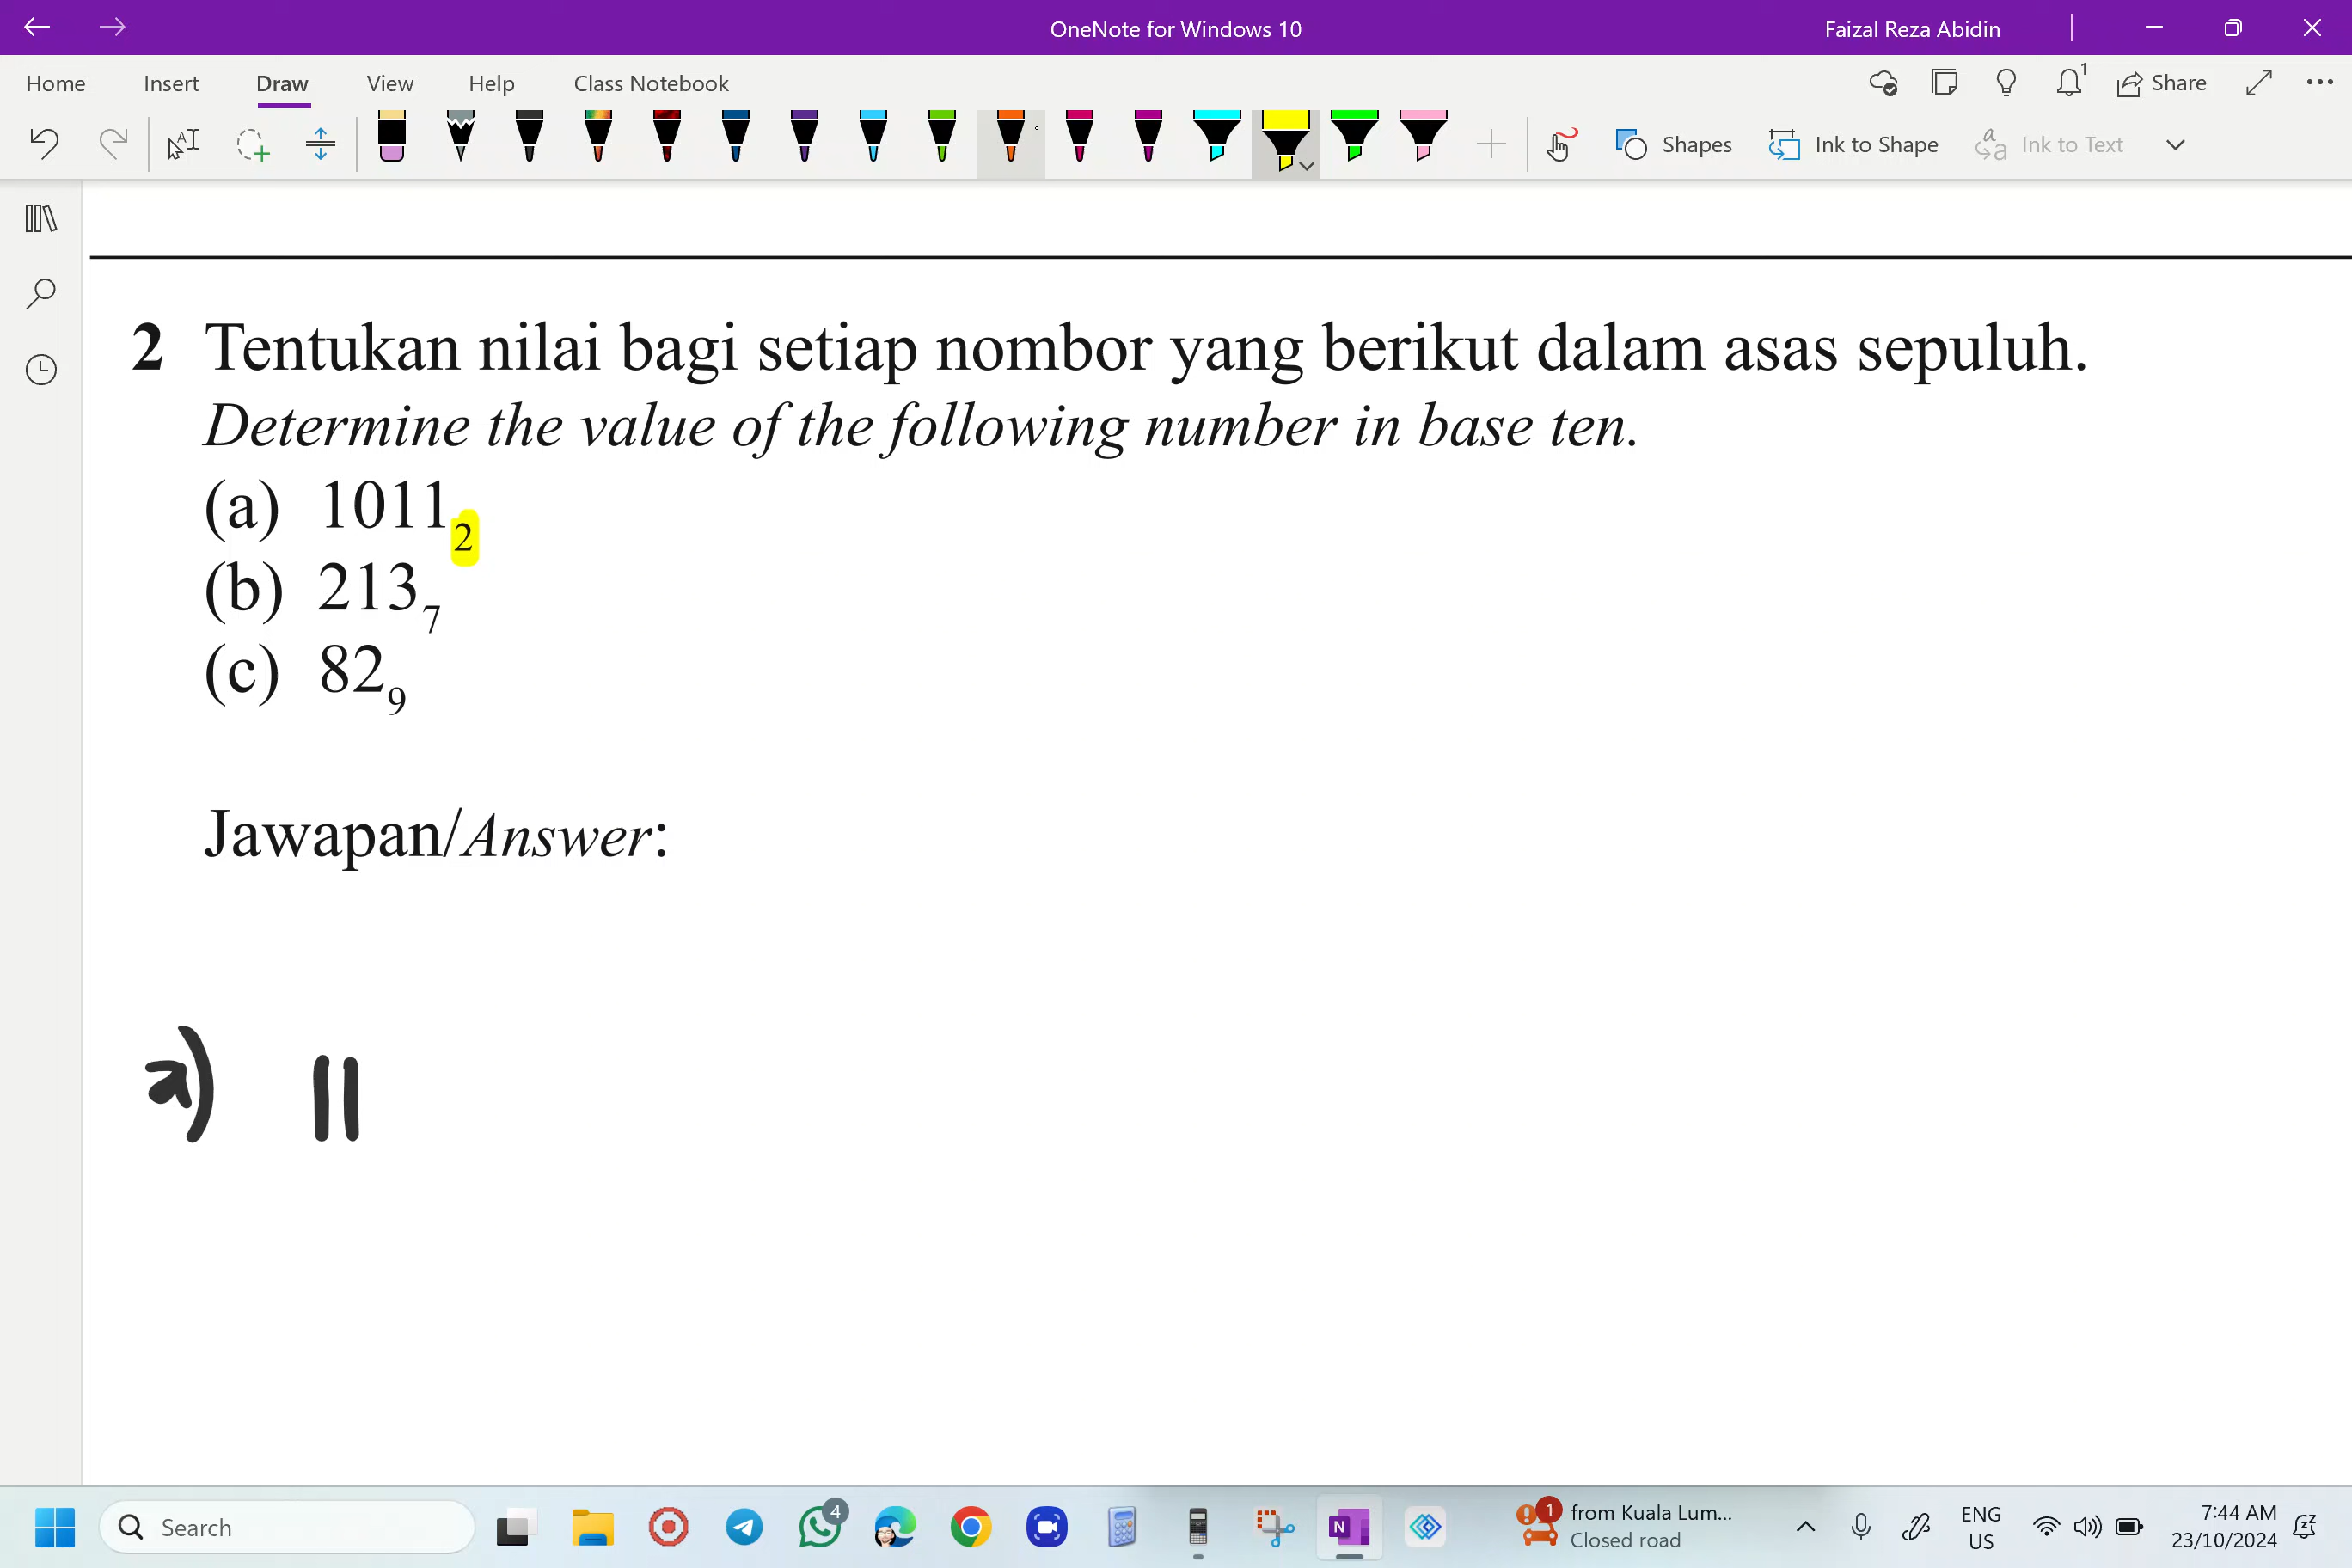 OneNote for Windows 10
Faizal Reza Abidin
Home Insert Draw View Help Class Notebook
1
Share
Shapes
Ink to Shape
Ink to Text
2 Tentukan nilai bagi setiap nombor yang berikut dalam asas sepuluh.
Determine the value of the following number in base ten.
(a) 1011₂
(b) 213₇
(c) 82₉
Jawapan/Answer:
a) 11
Search
4
1
from Kuala Lum...
Closed road
ENG
US
7:44 AM
23/10/2024